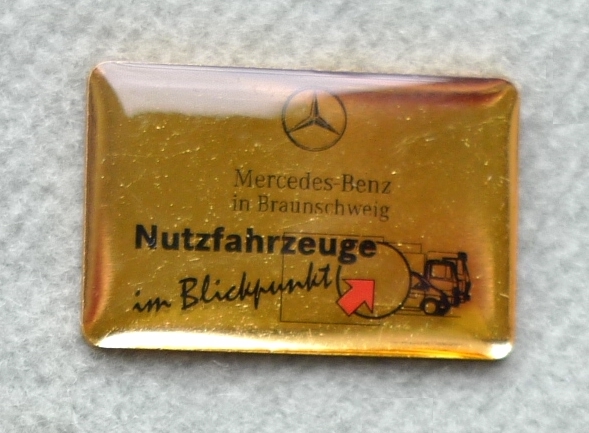 Mercedes-Benz
in Braunschweig
Nutzfahrzeuge
im Blickpunkt